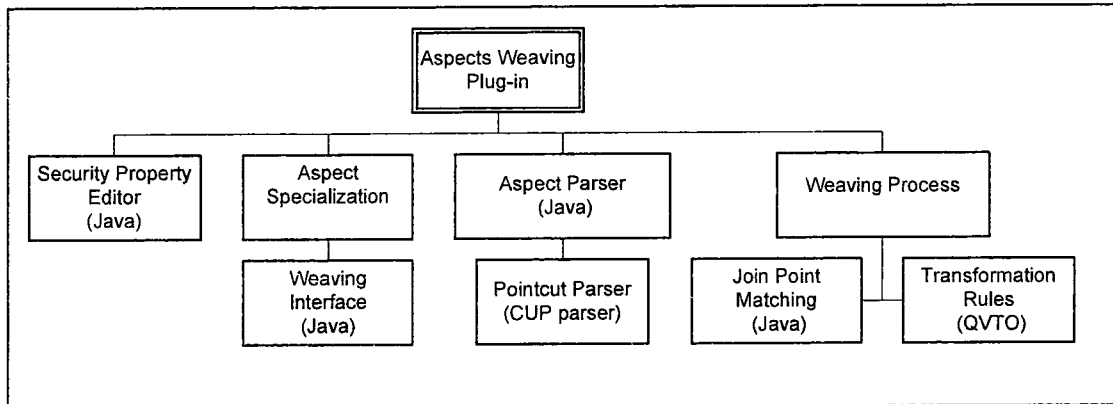 Aspects Weaving
Plug-in
Security Property
Editor
(Java)
Aspect
Specialization
Aspect Parser
(Java)
Weaving Process
Weaving
Interface
(Java)
Pointcut Parser
(CUP parser)
Join Point
Matching
(Java)
Transformation
Rules
(QVTO)